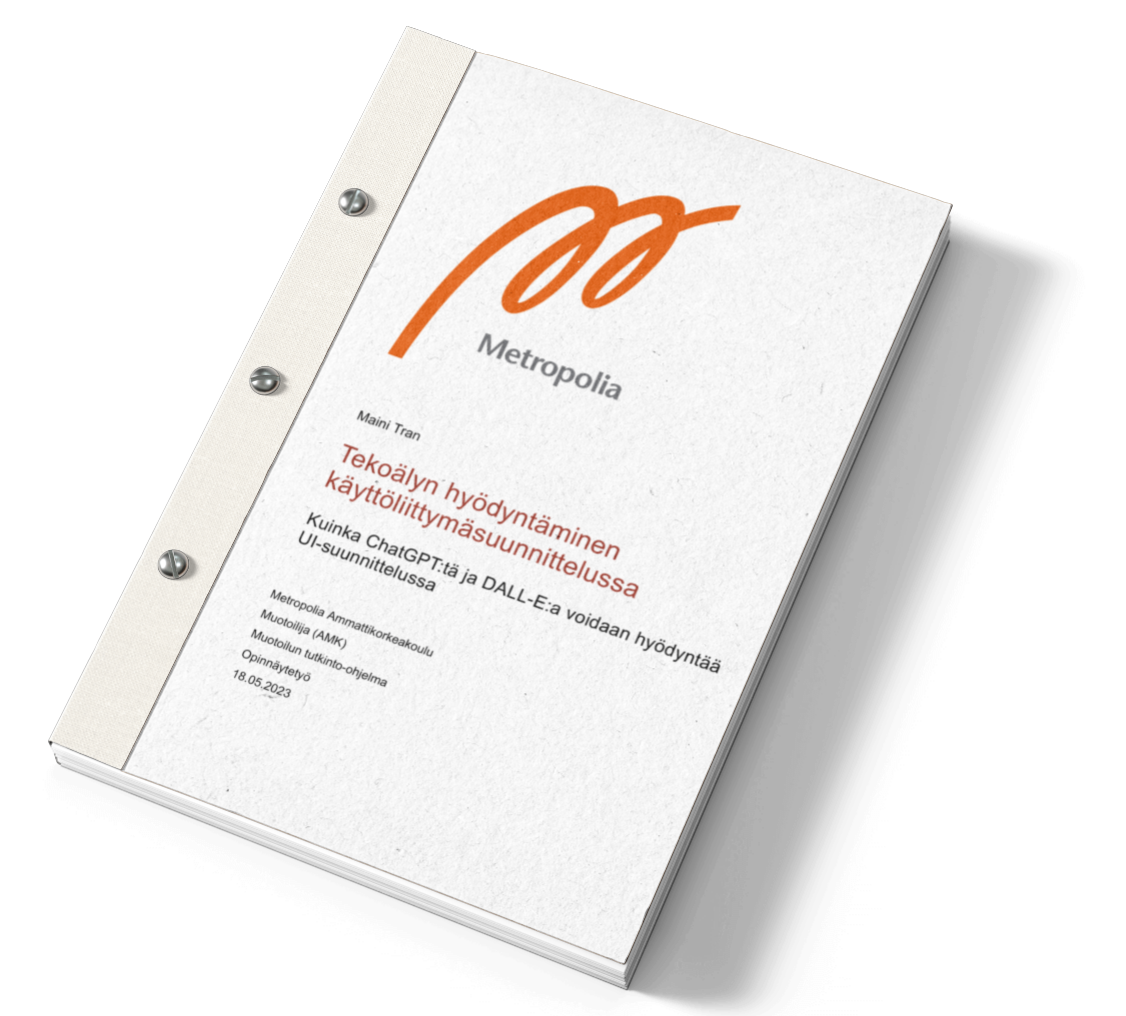 Metropolia
Maini Tran
Tekoälyn hyödyntäminen
käyttöliittymäsuunnittelussa
Kuinka ChatGPT:tä ja DALL-E:a voidaan hyödyntää
UI-suunnittelussa
Metropolia Ammattikorkeakoulu
Muotoilija (AMK)
Muotoilun tutkinto-ohjelma
Opinnäytetyö
18.05.2023